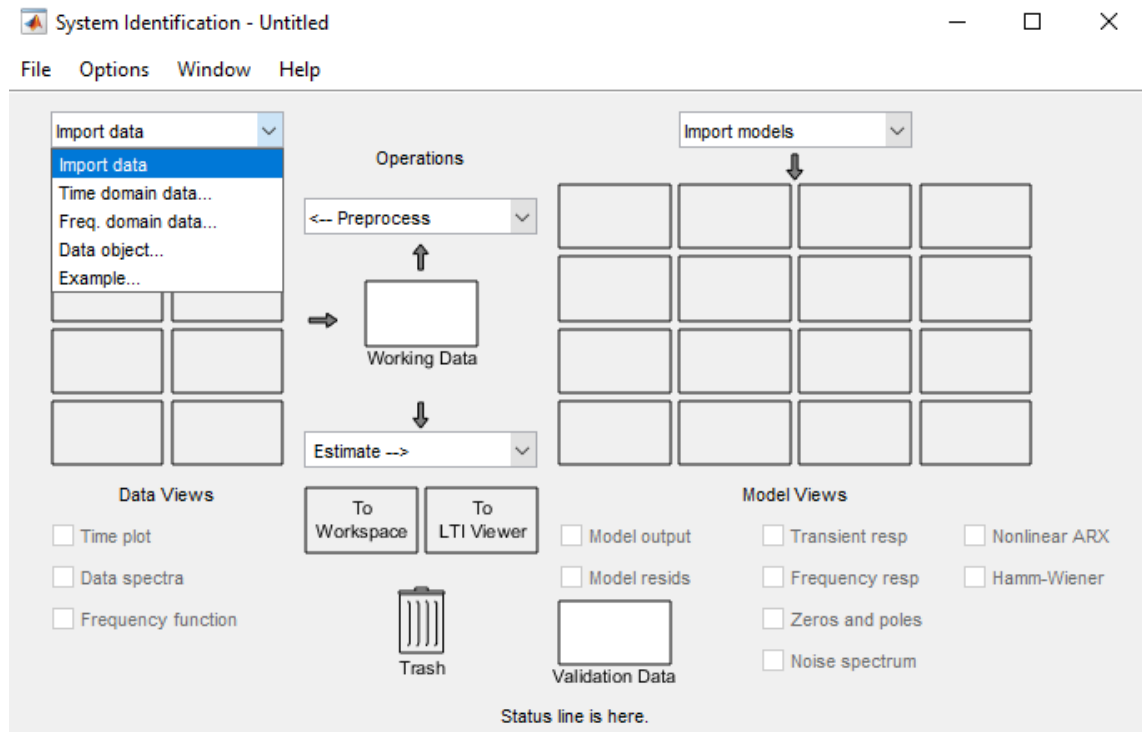 System Identification - Untitled
File Options Window Help
Import data
Import data
Time domain data...
Freq. domain data...
Data object...
Example...
Operations
<-- Preprocess
Working Data
Estimate -->
To
Workspace
To
LTI Viewer
Trash
Import models
Data Views
Time plot
Data spectra
Frequency function
Model Views
Model output
Transient resp
Nonlinear ARX
Model resids
Frequency resp
Hamm-Wiener
Zeros and poles
Noise spectrum
Validation Data
Status line is here.